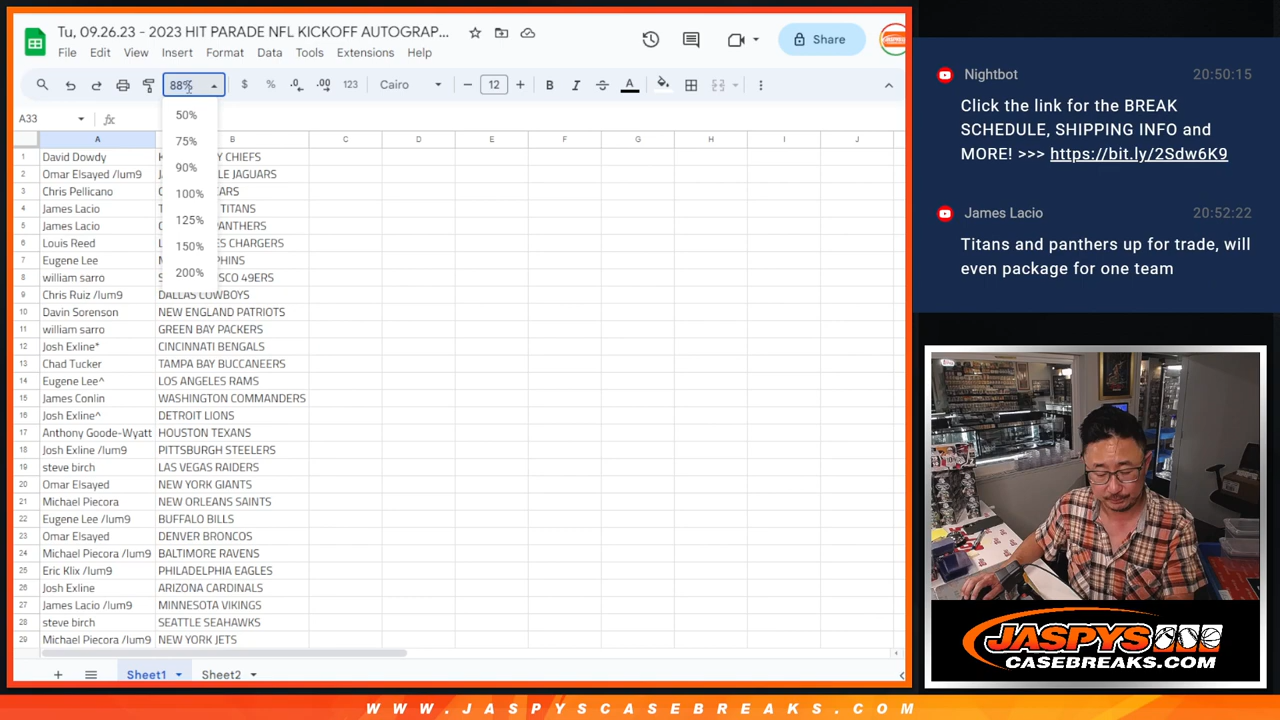 Tu, 09.26.23 - 2023 HIT PARADE NFL KICKOFF AUTOGRAP...
File Edit View Insert Format Data Tools Extensions Help
Share
88% $ % .0 .00 123 Cairo 12 B I A
A33 fx
50%
75%
90%
100%
125%
150%
200%
A B C D E F G H I J
1 David Dowdy K Y CHIEFS
2 Omar Elsayed /lum9 JA LE JAGUARS
3 Chris Pellicano C EARS
4 James Lacio T TITANS
5 James Lacio C PANTHERS
6 Louis Reed L ES CHARGERS
7 Eugene Lee M PHINS
8 william sarro S SCO 49ERS
9 Chris Ruiz /lum9 DALLAS COWBOYS
10 Davin Sorenson NEW ENGLAND PATRIOTS
11 william sarro GREEN BAY PACKERS
12 Josh Exline* CINCINNATI BENGALS
13 Chad Tucker TAMPA BAY BUCCANEERS
14 Eugene Lee^ LOS ANGELES RAMS
15 James Conlin WASHINGTON COMMANDERS
16 Josh Exline^ DETROIT LIONS
17 Anthony Goode-Wyatt HOUSTON TEXANS
18 Josh Exline /lum9 PITTSBURGH STEELERS
19 steve birch LAS VEGAS RAIDERS
20 Omar Elsayed NEW YORK GIANTS
21 Michael Piecora NEW ORLEANS SAINTS
22 Eugene Lee /lum9 BUFFALO BILLS
23 Omar Elsayed DENVER BRONCOS
24 Michael Piecora /lum9 BALTIMORE RAVENS
25 Eric Klix /lum9 PHILADELPHIA EAGLES
26 Josh Exline ARIZONA CARDINALS
27 James Lacio /lum9 MINNESOTA VIKINGS
28 steve birch SEATTLE SEAHAWKS
29 Michael Piecora /lum9 NEW YORK JETS
Sheet1 Sheet2
Nightbot 20:50:15
Click the link for the BREAK
SCHEDULE, SHIPPING INFO and
MORE! >>> https://bit.ly/2Sdw6K9
James Lacio 20:52:22
Titans and panthers up for trade, will
even package for one team
JASPYS
CASEBREAKS.COM
WWW.JASPYSCASEBREAKS.COM